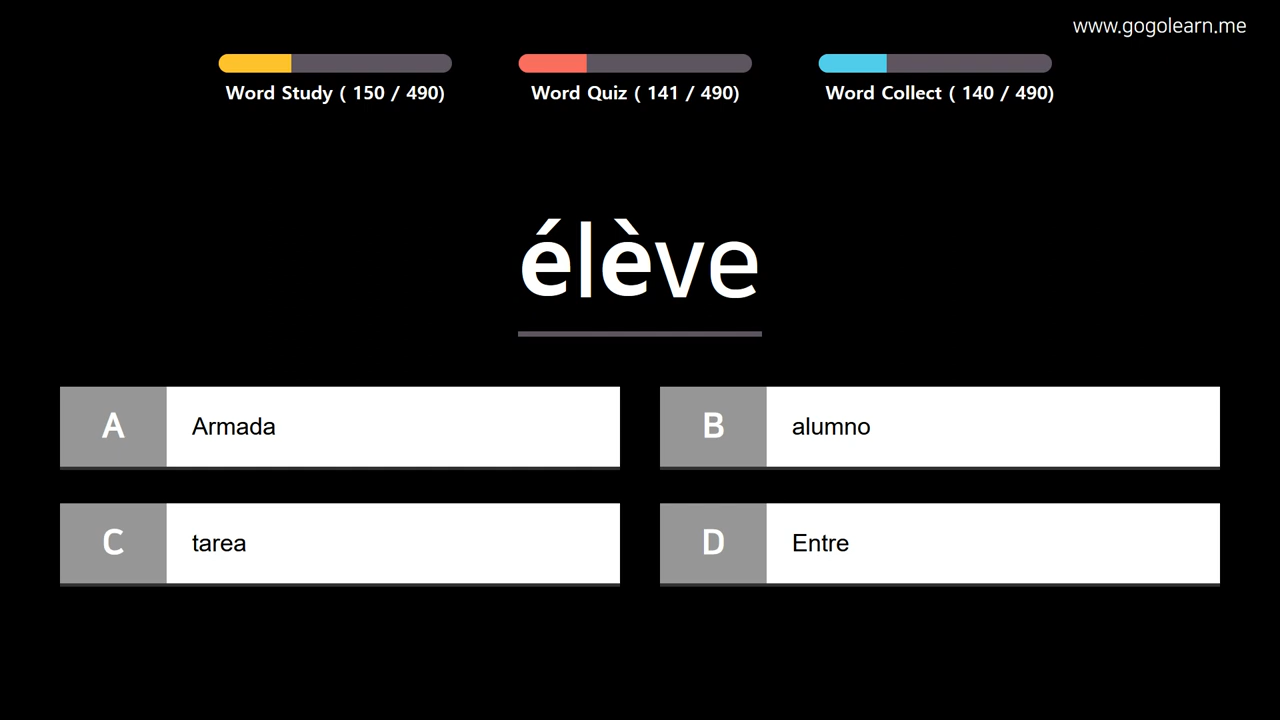 www.gogolearn.me
Word Study ( 150 / 490)
Word Quiz ( 141 / 490)
Word Collect ( 140 / 490)
élève
A Armada
B alumno
C tarea
D Entre